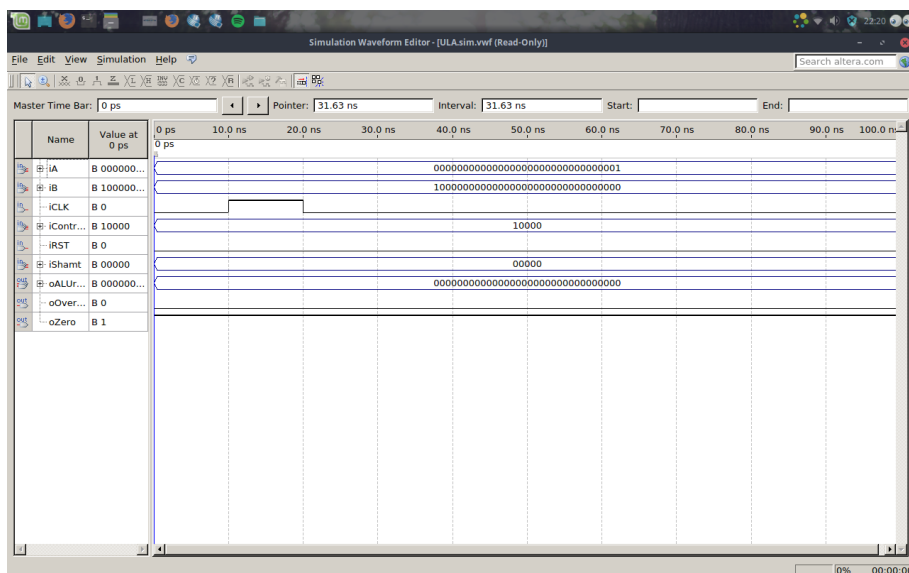 22:20
Simulation Waveform Editor - [ULA.sim.vwf (Read-Only)]
File Edit View Simulation Help
Search altera.com
Master Time Bar: 0 ps Pointer: 31.63 ns Interval: 31.63 ns Start: End:
Name Value at 0 ps
0 ps 10.0 ns 20.0 ns 30.0 ns 40.0 ns 50.0 ns 60.0 ns 70.0 ns 80.0 ns 90.0 ns 100.0 ns
0 ps
iA B 000000... 00000000000000000000000000000001
iB B 100000... 10000000000000000000000000000000
iCLK B 0
iContr... B 10000 10000
iRST B 0
iShamt B 00000 00000
oALUr... B 000000... 00000000000000000000000000000000
oOver... B 0
oZero B 1
0% 00:00:00